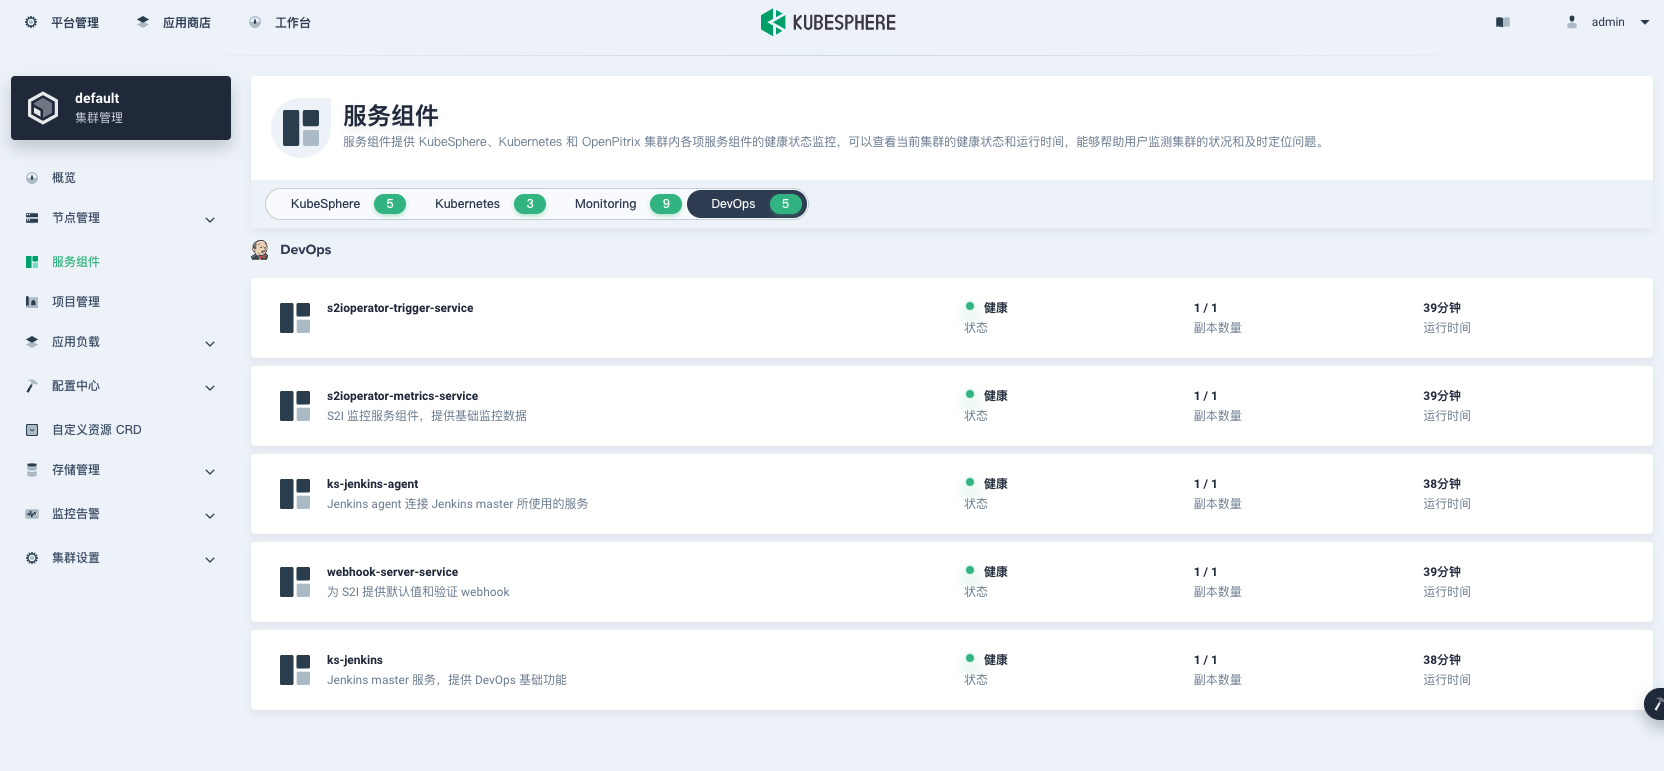 平台管理
应用商店
工作台
KUBESPHERE
admin
default
集群管理
概览
节点管理
服务组件
项目管理
应用负载
配置中心
自定义资源 CRD
存储管理
监控告警
集群设置
服务组件
服务组件提供 KubeSphere、Kubernetes 和 OpenPitrix 集群内各项服务组件的健康状态监控，可以查看当前集群的健康状态和运行时间，能够帮助用户监测集群的状况和及时定位问题。
KubeSphere 5
Kubernetes 3
Monitoring 9
DevOps 5
DevOps
s2ioperator-trigger-service
健康
状态
1 / 1
副本数量
39分钟
运行时间
s2ioperator-metrics-service
S2I 监控服务组件，提供基础监控数据
健康
状态
1 / 1
副本数量
39分钟
运行时间
ks-jenkins-agent
Jenkins agent 连接 Jenkins master 所使用的服务
健康
状态
1 / 1
副本数量
38分钟
运行时间
webhook-server-service
为 S2I 提供默认值和验证 webhook
健康
状态
1 / 1
副本数量
39分钟
运行时间
ks-jenkins
Jenkins master 服务，提供 DevOps 基础功能
健康
状态
1 / 1
副本数量
38分钟
运行时间